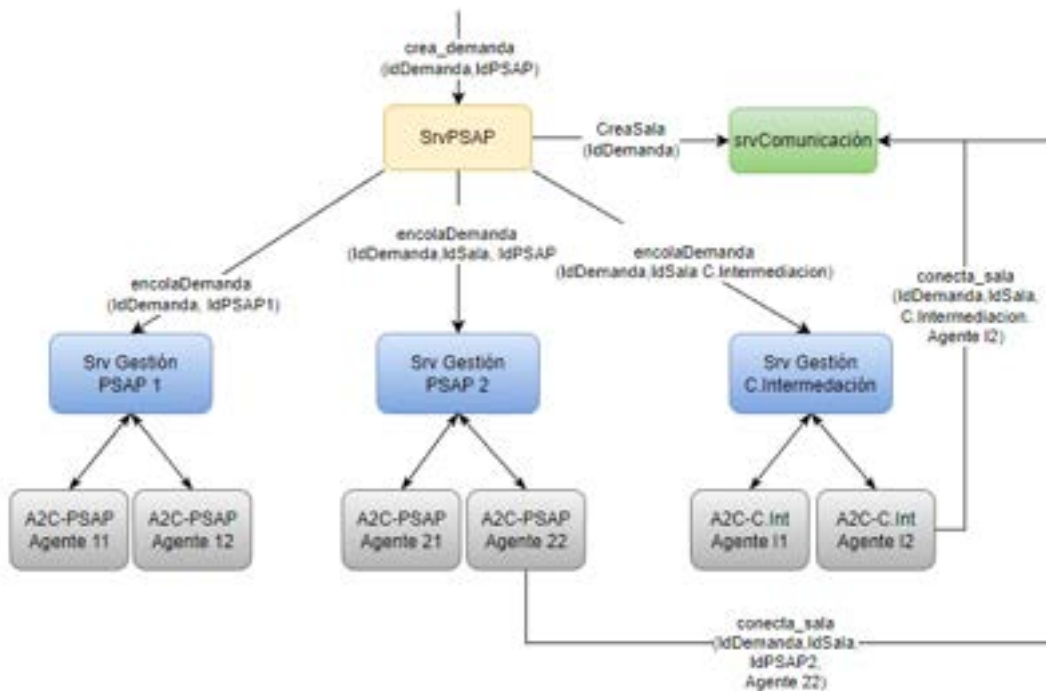 crea_demanda
(IdDemanda,IdPSAP)
SrvPSAP
CreaSala
(IdDemanda)
srvComunicación
encolaDemanda
(IdDemanda, IdPSAP1)
encolaDemanda
(IdDemanda,IdSala, IdPSAP
encolaDemanda
(IdDemanda,IdSala C.Intermediacion)
conecta_sala
(IdDemanda,IdSala,
C.Intermediacion.
Agente I2)
Srv Gestión
PSAP 1
Srv Gestión
PSAP 2
Srv Gestión
C.Intermedación
A2C-PSAP
Agente 11
A2C-PSAP
Agente 12
A2C-PSAP
Agente 21
A2C-PSAP
Agente 22
A2C-C.Int
Agente I1
A2C-C.Int
Agente I2
conecta_sala
(IdDemanda,IdSala,
IdPSAP2,
Agente 22)